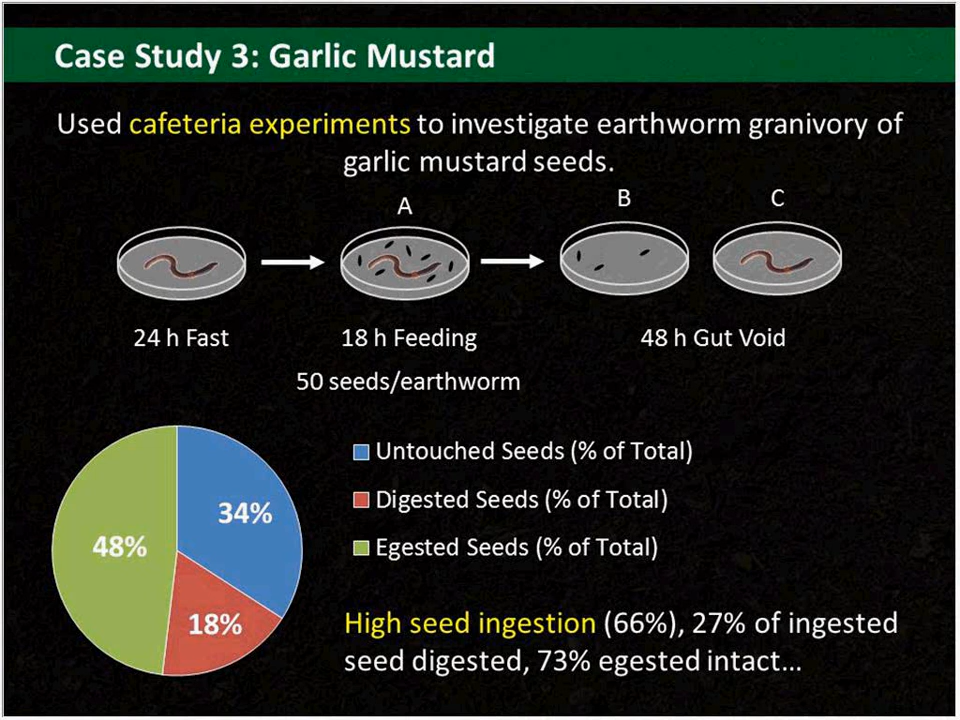 Case Study 3: Garlic Mustard
Used cafeteria experiments to investigate earthworm granivory of
garlic mustard seeds.
A
B
C
24 h Fast
18 h Feeding
48 h Gut Void
50 seeds/earthworm
34%
18%
48%
Untouched Seeds (% of Total)
Digested Seeds (% of Total)
Egested Seeds (% of Total)
High seed ingestion (66%), 27% of ingested
seed digested, 73% egested intact...